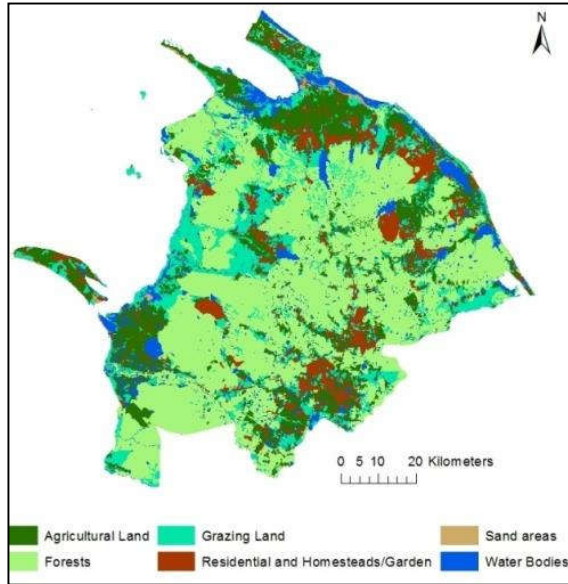 N
0 5 10 20 Kilometers
Agricultural Land Grazing Land Sand areas
Forests Residential and Homesteads/Garden Water Bodies